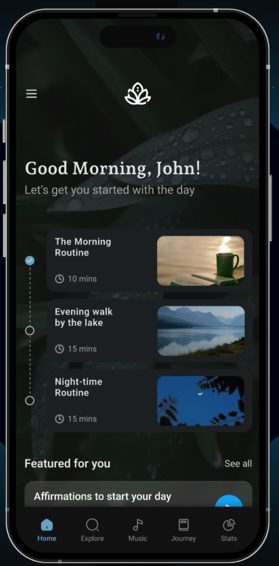 Good Morning, John!
Let's get you started with the day
The Morning
Routine
10 mins
Evening walk
by the lake
15 mins
Night-time
Routine
15 mins
Featured for you
See all
Affirmations to start your day
Home
Explore
Music
Journey
Stats